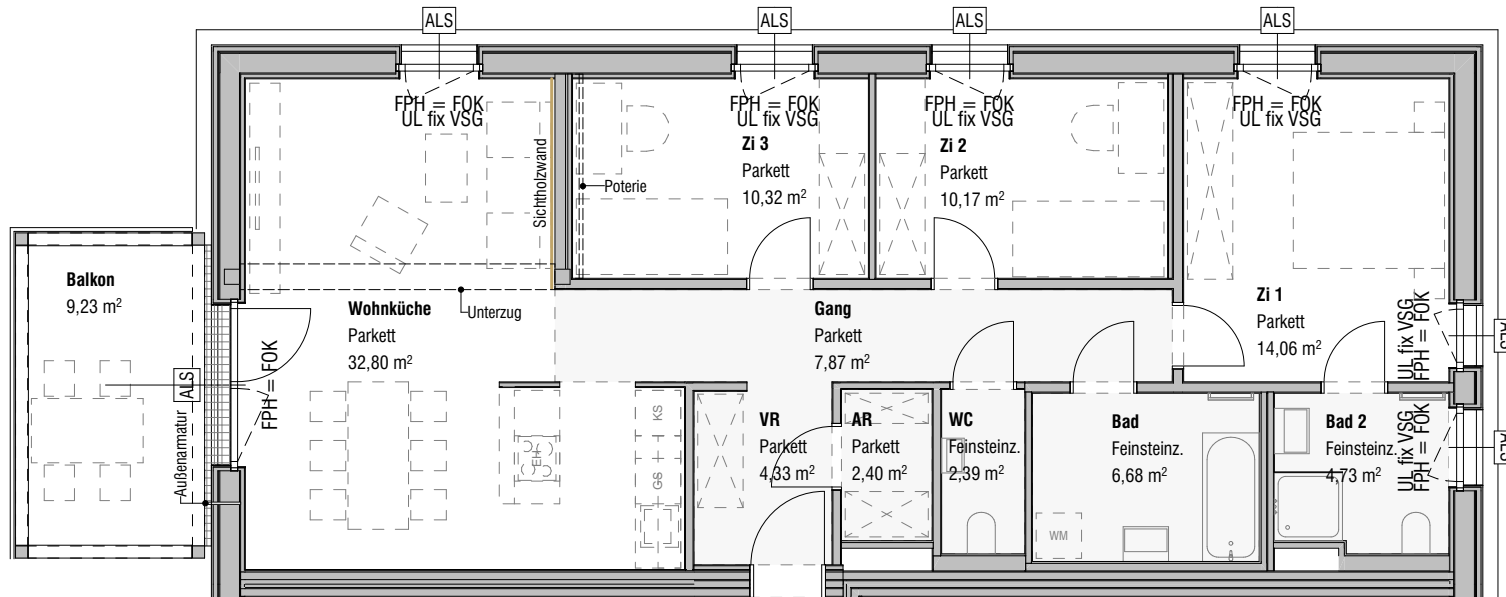 ALS
ALS
ALS
ALS
FPH = FOK
UL fix VSG
FPH = FOK
UL fix VSG
FPH = FOK
UL fix VSG
FPH = FOK
UL fix VSG
Sichtholzwand
Zi 3
Parkett
10,32 m²
Poterie
Zi 2
Parkett
10,17 m²
Balkon
9,23 m²
Wohnküche
Parkett
32,80 m²
Unterzug
Gang
Parkett
7,87 m²
Zi 1
Parkett
14,06 m²
UL fix VSG
FPH = FOK
ALS
ALS
FPH = FOK
Außenarmatur
KS
EH
GS
VR
Parkett
4,33 m²
AR
Parkett
2,40 m²
WC
Feinsteinz.
2,39 m²
Bad
Feinsteinz.
6,68 m²
WM
Bad 2
Feinsteinz.
4,73 m²
UL fix VSG
FPH = FOK
ALS